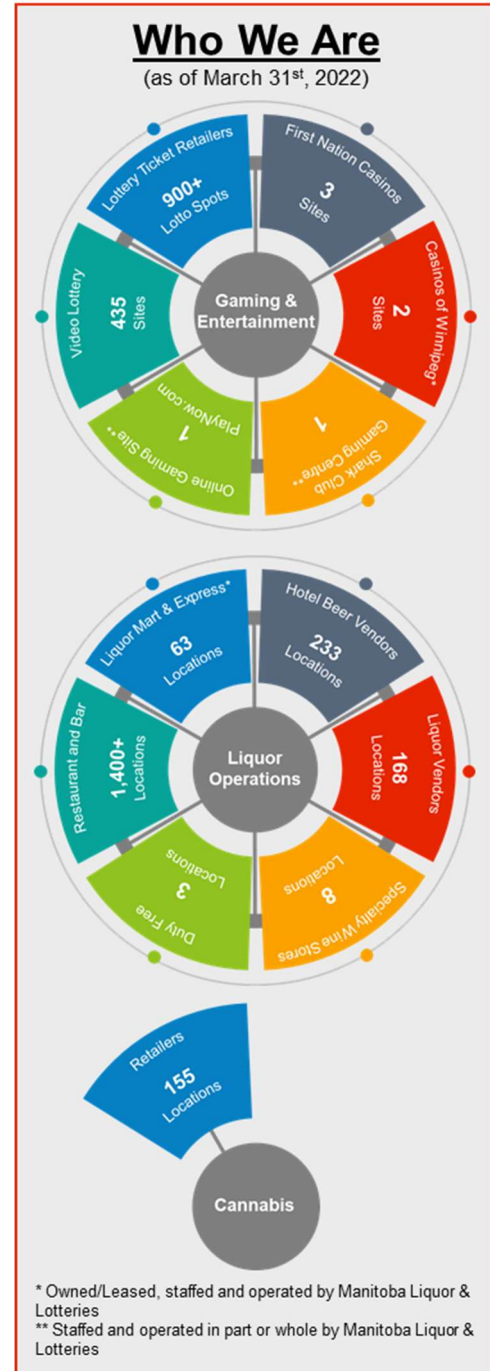 Who We Are
(as of March 31st, 2022)
Lottery Ticket Retailers
900+
Lotto Spots
First Nation Casinos
3
Sites
Casinos of Winnipeg*
2
Sites
Shark Club
Gaming Centre**
1
Online Gaming Site**
PlayNow.com
1
Video Lottery
435
Sites
Gaming &
Entertainment
Liquor Mart & Express*
63
Locations
Hotel Beer Vendors
233
Locations
Liquor Vendors
168
Locations
Specialty Wine Stores
8
Locations
Duty Free
3
Locations
Restaurant and Bar
1,400+
Locations
Liquor
Operations
Retailers
155
Locations
Cannabis
* Owned/Leased, staffed and operated by Manitoba Liquor &
Lotteries
** Staffed and operated in part or whole by Manitoba Liquor &
Lotteries